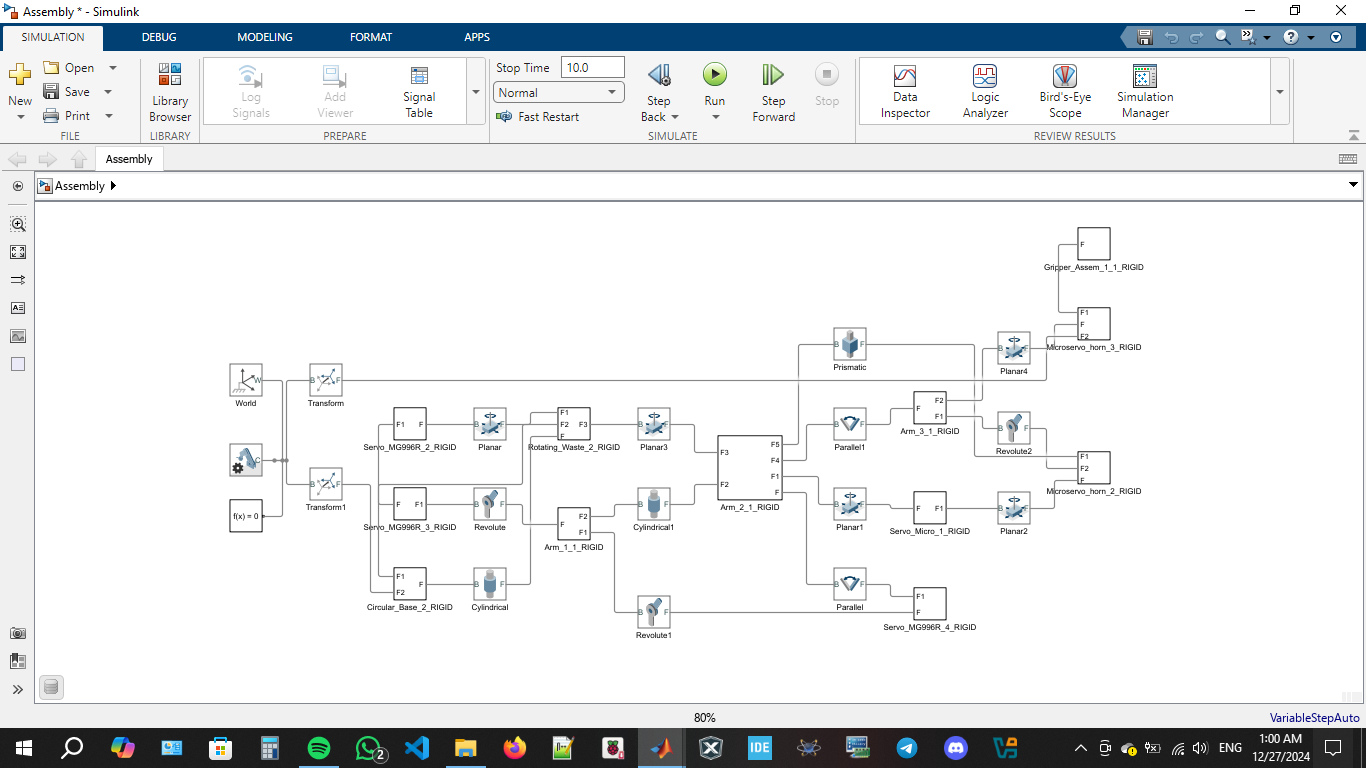 Assembly * - Simulink
SIMULATION
DEBUG
MODELING
FORMAT
APPS
New
Open
Save
Print
FILE
Library
Browser
LIBRARY
Log
Signals
Add
Viewer
Signal
Table
PREPARE
Stop Time 10.0
Normal
Fast Restart
Step
Back
Run
Step
Forward
Stop
SIMULATE
Data
Inspector
Logic
Analyzer
Bird's-Eye
Scope
Simulation
Manager
REVIEW RESULTS
Assembly
Assembly
F
Gripper_Assem_1_1_RIGID
F1
F
F2
Microservo_horn_3_RIGID
B F
Prismatic
B F
Planar4
W
World
B F
Transform
F1 F
Servo_MG996R_2_RIGID
B F
Planar
F1
F2 F3
F
Rotating_Waste_2_RIGID
B F
Planar3
B F
Parallel1
F F2
F1
Arm_3_1_RIGID
B F
Revolute2
F3
F2
F5
F4
F1
F
Arm_2_1_RIGID
C
f(x) = 0
B F
Transform1
F F1
Servo_MG996R_3_RIGID
B F
Revolute
F F2
F1
Arm_1_1_RIGID
B F
Cylindrical1
B F
Planar1
F F1
Servo_Micro_1_RIGID
B F
Planar2
F1
F2
F
Microservo_horn_2_RIGID
F1
F2 F
Circular_Base_2_RIGID
B F
Cylindrical
B F
Revolute1
B F
Parallel
F1
F
Servo_MG996R_4_RIGID
80%
VariableStepAuto
2
IDE
ENG
1:00 AM
12/27/2024